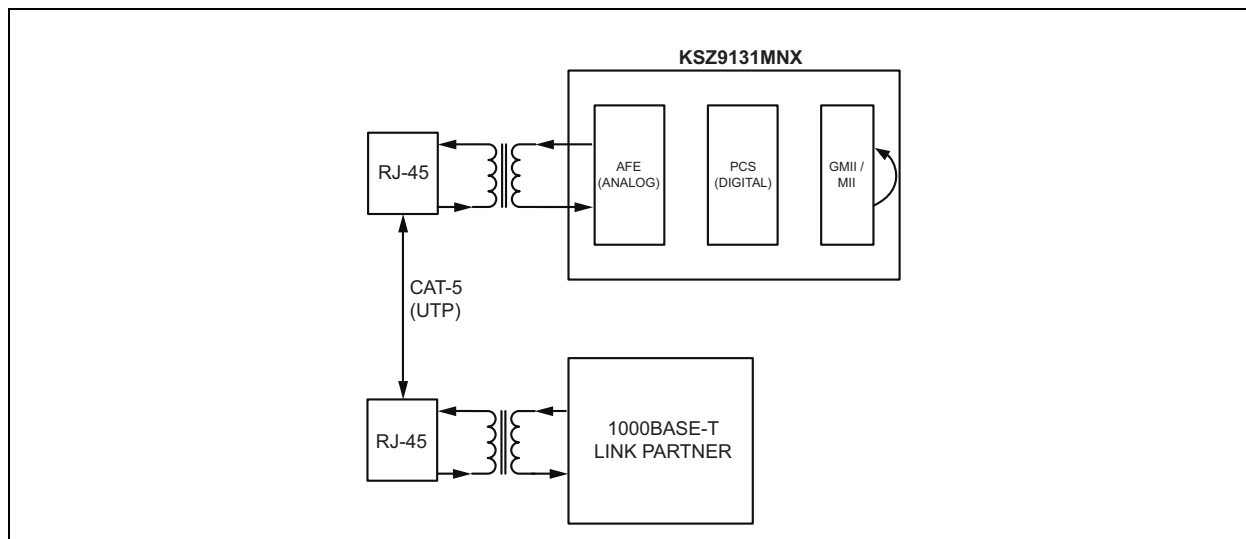 KSZ9131MNX
RJ-45
AFE
(ANALOG)
PCS
(DIGITAL)
GMII /
MII
CAT-5
(UTP)
RJ-45
1000BASE-T
LINK PARTNER